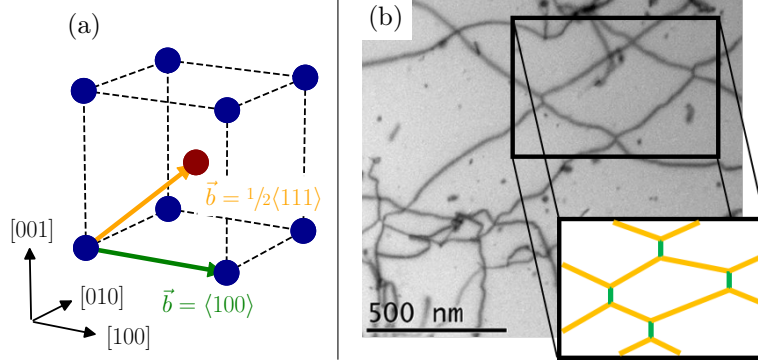 (a)
b⃗ = 1/2⟨111⟩
[001]
[010]
[100]
b⃗ = ⟨100⟩
(b)
500 nm